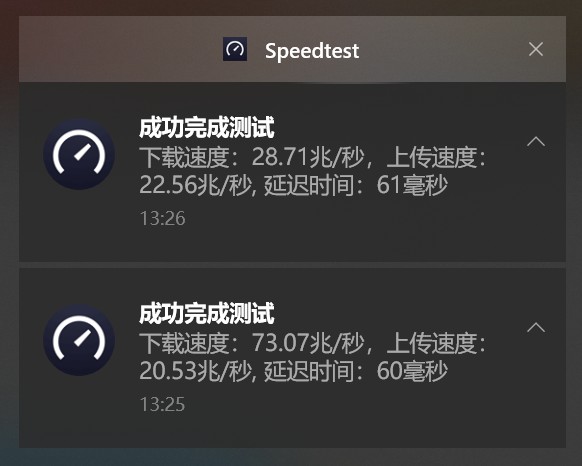 Speedtest
成功完成测试
下载速度：28.71兆/秒，上传速度：
22.56兆/秒, 延迟时间：61毫秒
13:26
成功完成测试
下载速度：73.07兆/秒，上传速度：
20.53兆/秒, 延迟时间：60毫秒
13:25